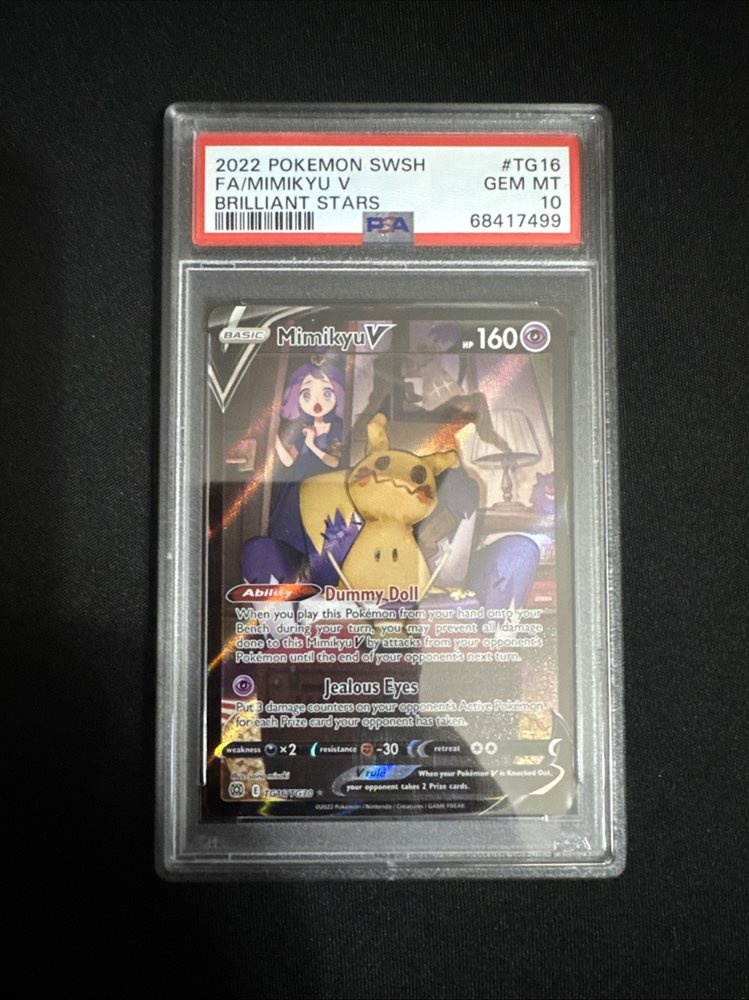 2022 POKEMON SWSH #TG16
FA/MIMIKYU V GEM MT
BRILLIANT STARS 10
PSA 68417499
BASIC Mimikyu V HP 160
Ability Dummy Doll
When you play this Pokémon from your hand onto your
Bench during your turn, you may prevent all damage
done to this Mimikyu V by attacks from your opponent's
Pokémon until the end of your opponent's next turn.
Jealous Eyes
Put 3 damage counters on your opponent's Active Pokémon
for each Prize card your opponent has taken.
weakness ×2 resistance -30 retreat
V rule When your Pokémon V is Knocked Out,
your opponent takes 2 Prize cards.
Illus.
E TG16/TG30
©2022 Pokémon / Nintendo / Creatures / GAME FREAK